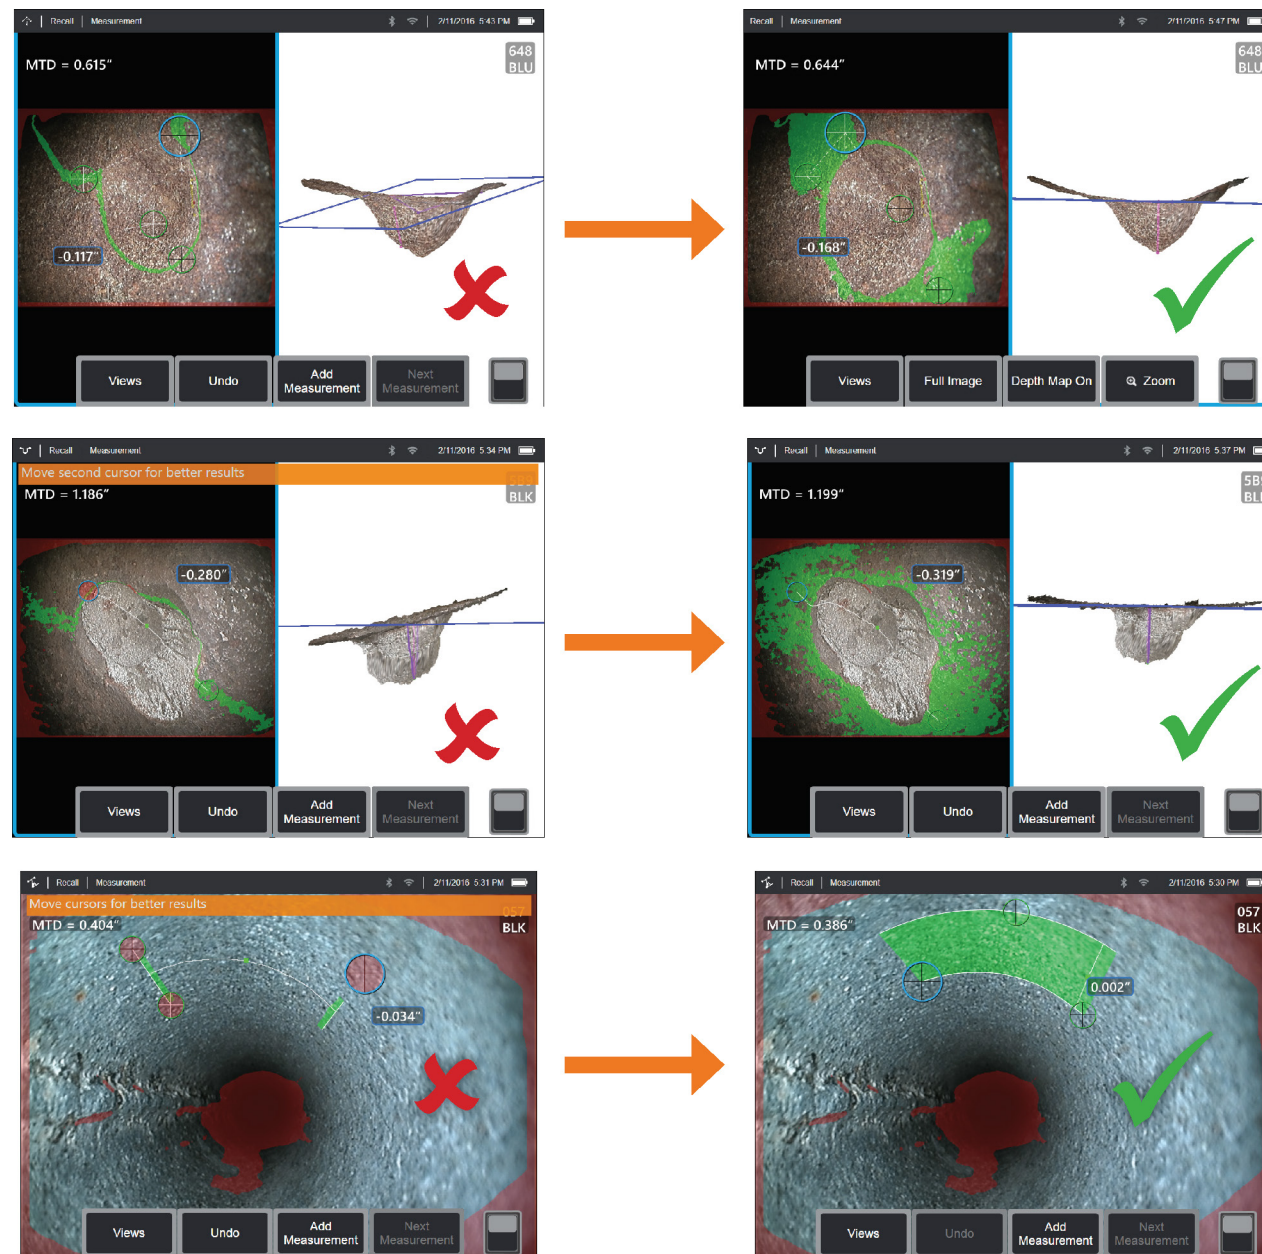 Recall Measurement 2/11/2016 5:43 PM
MTD = 0.615"
648
BLU
-0.117"
Views Undo Add Measurement Next Measurement
Recall Measurement 2/11/2016 5:47 PM
MTD = 0.644"
648
BLU
-0.168"
Views Full Image Depth Map On Zoom
Recall Measurement 2/11/2016 5:34 PM
Move second cursor for better results
MTD = 1.186"
BLK
-0.280"
Views Undo Add Measurement Next Measurement
Recall Measurement 2/11/2016 5:37 PM
MTD = 1.199"
-0.319"
Views Undo Add Measurement Next Measurement
Recall Measurement 2/11/2016 5:31 PM
Move cursors for better results
MTD = 0.404"
057
BLK
-0.034"
Views Undo Add Measurement Next Measurement
Recall Measurement 2/11/2016 5:30 PM
MTD = 0.386"
057
BLK
0.002"
Views Undo Add Measurement Next Measurement